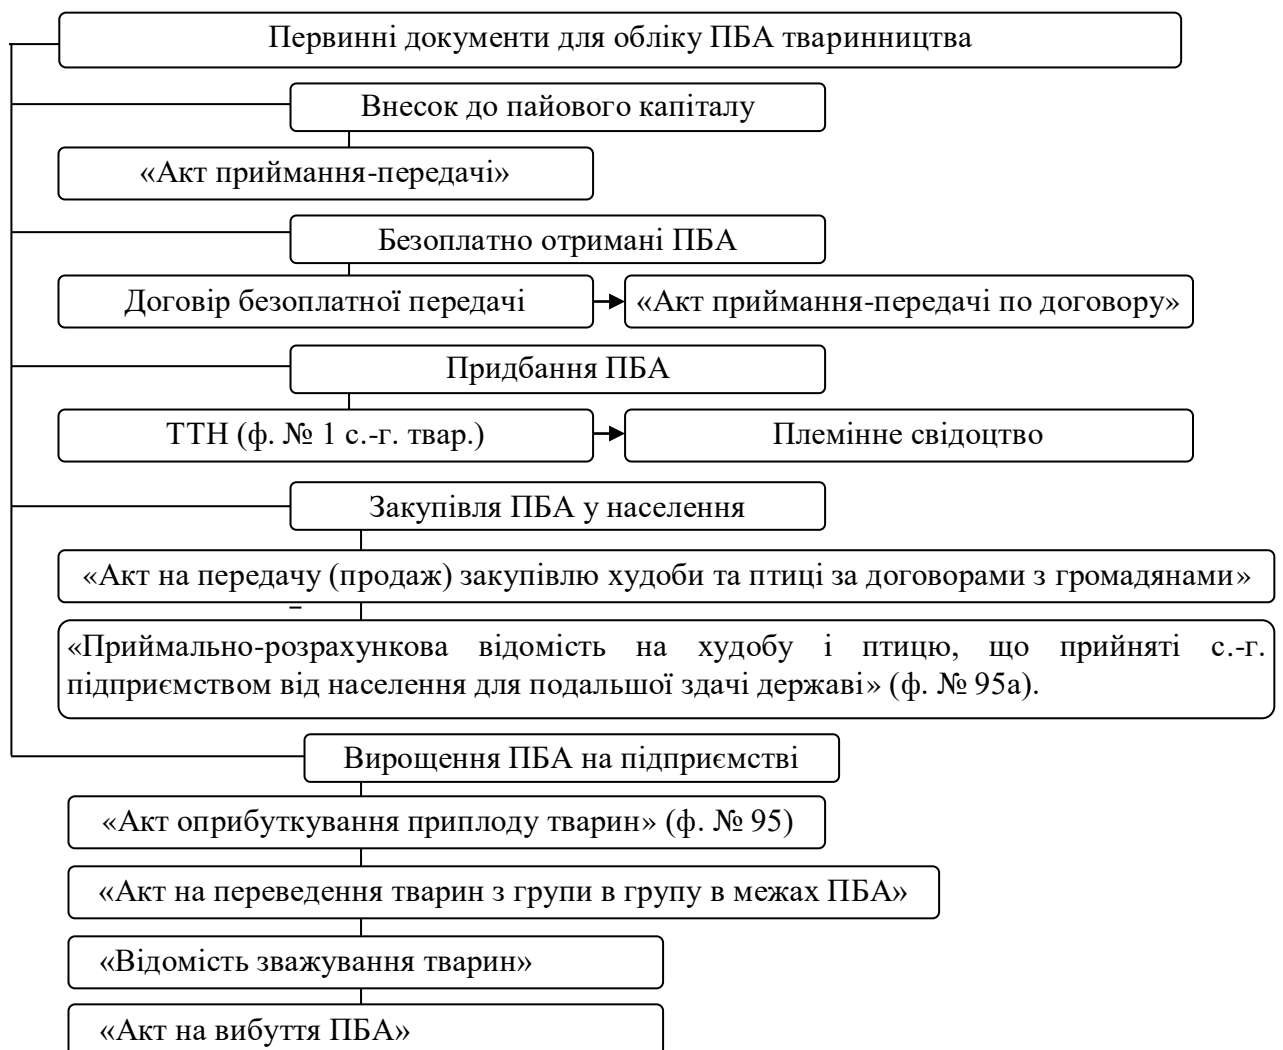 Первинні документи для обліку ПБА тваринництва
Внесок до пайового капіталу
«Акт приймання-передачі»
Безоплатно отримані ПБА
Договір безоплатної передачі
«Акт приймання-передачі по договору»
Придбання ПБА
ТТН (ф. № 1 с.-г. твар.)
Племінне свідоцтво
Закупівля ПБА у населення
«Акт на передачу (продаж) закупівлю худоби та птиці за договорами з громадянами»
«Приймально-розрахункова відомість на худобу і птицю, що прийняті с.-г.
підприємством від населення для подальшої здачі державі» (ф. № 95а).
Вирощення ПБА на підприємстві
«Акт оприбуткування приплоду тварин» (ф. № 95)
«Акт на переведення тварин з групи в групу в межах ПБА»
«Відомість зважування тварин»
«Акт на вибуття ПБА»